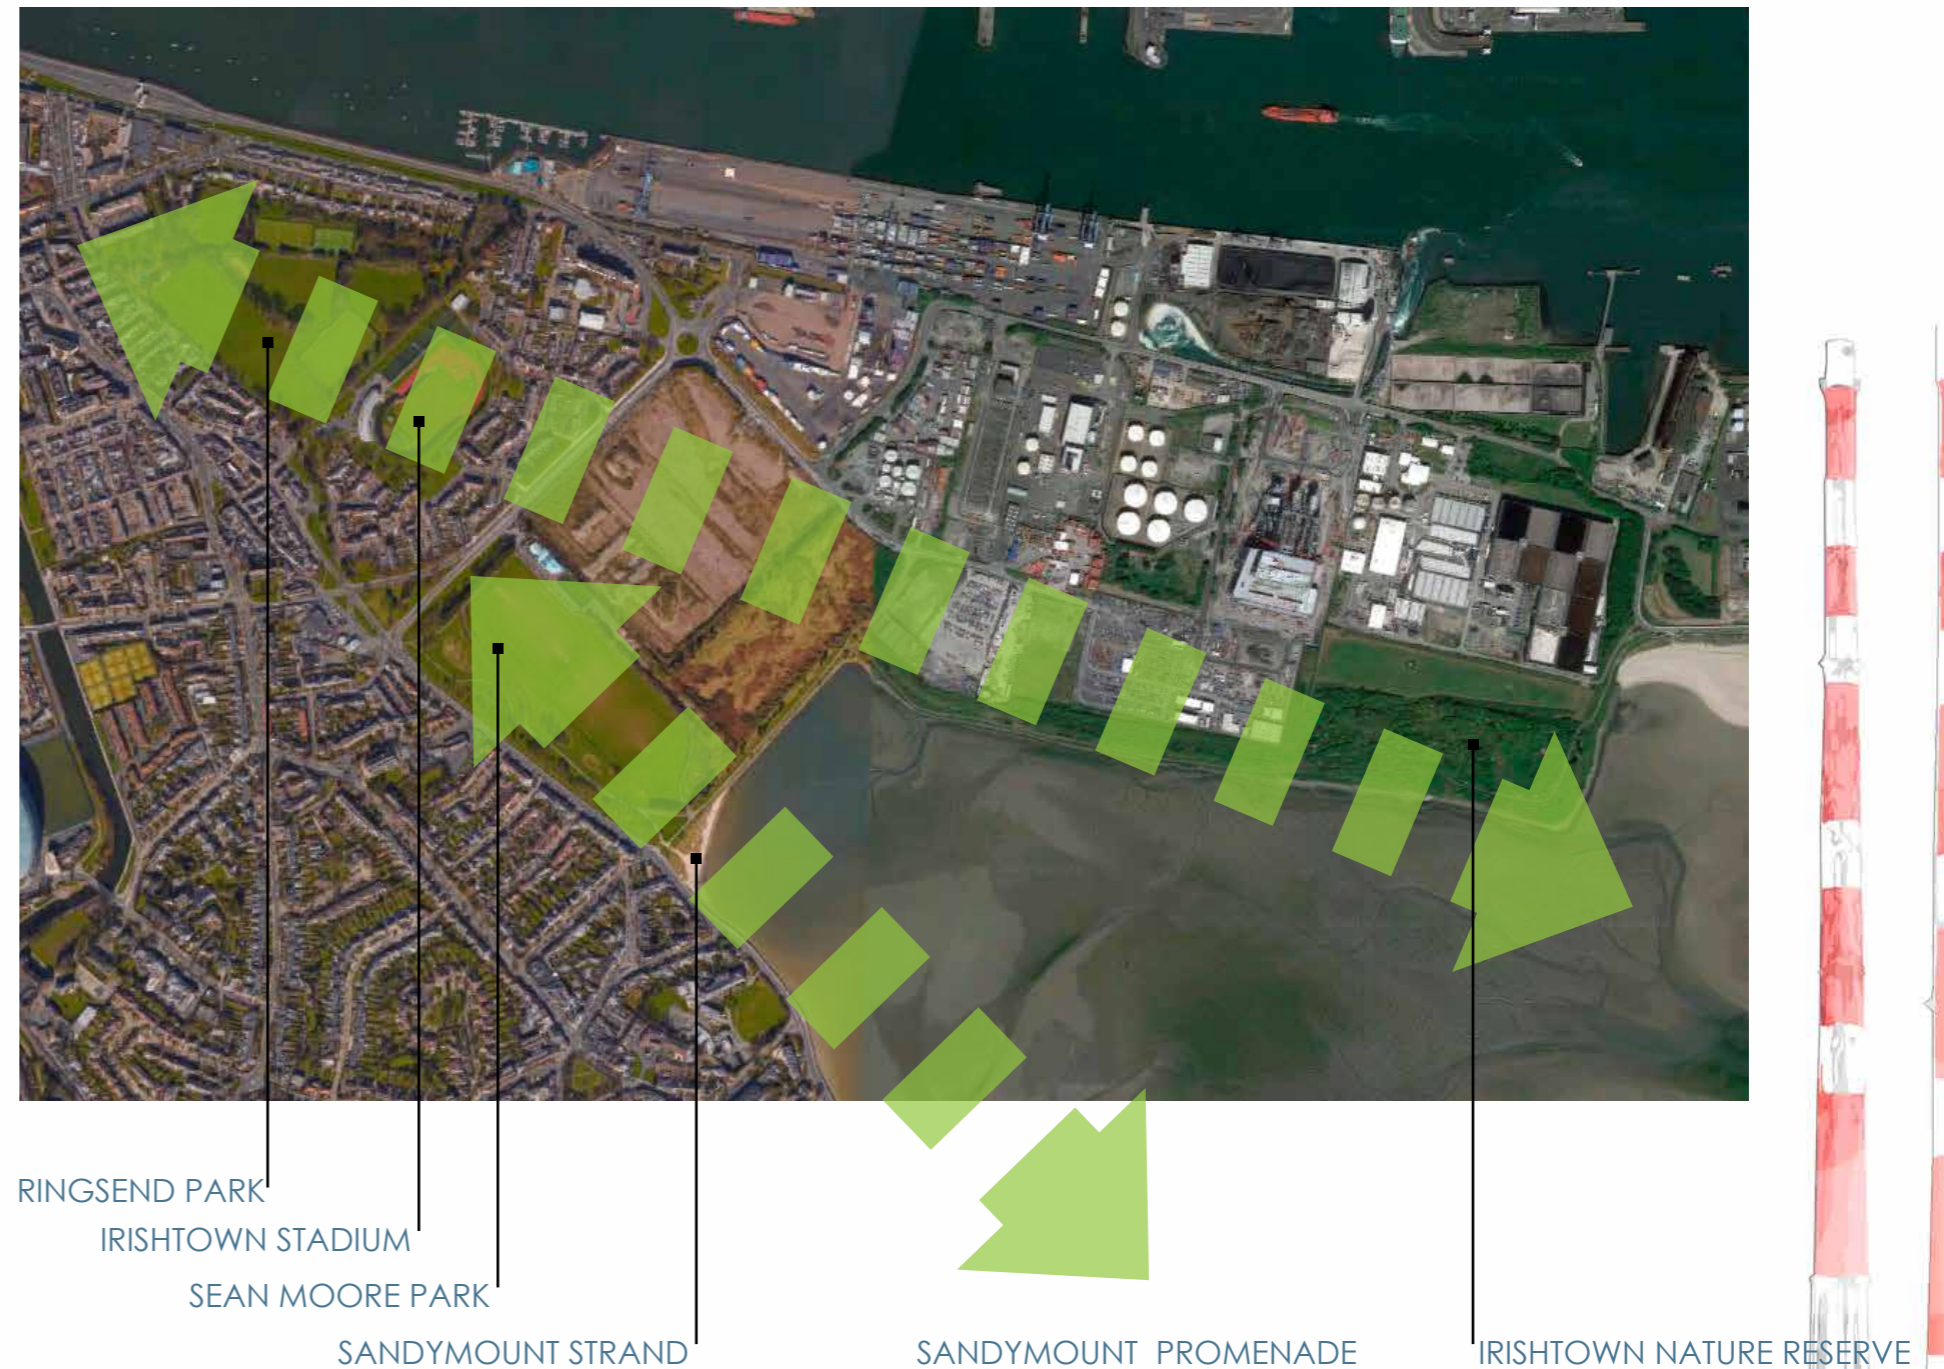 RINGSEND PARK
IRISHTOWN STADIUM
SEAN MOORE PARK
SANDYMOUNT STRAND
SANDYMOUNT PROMENADE
IRISHTOWN NATURE RESERVE